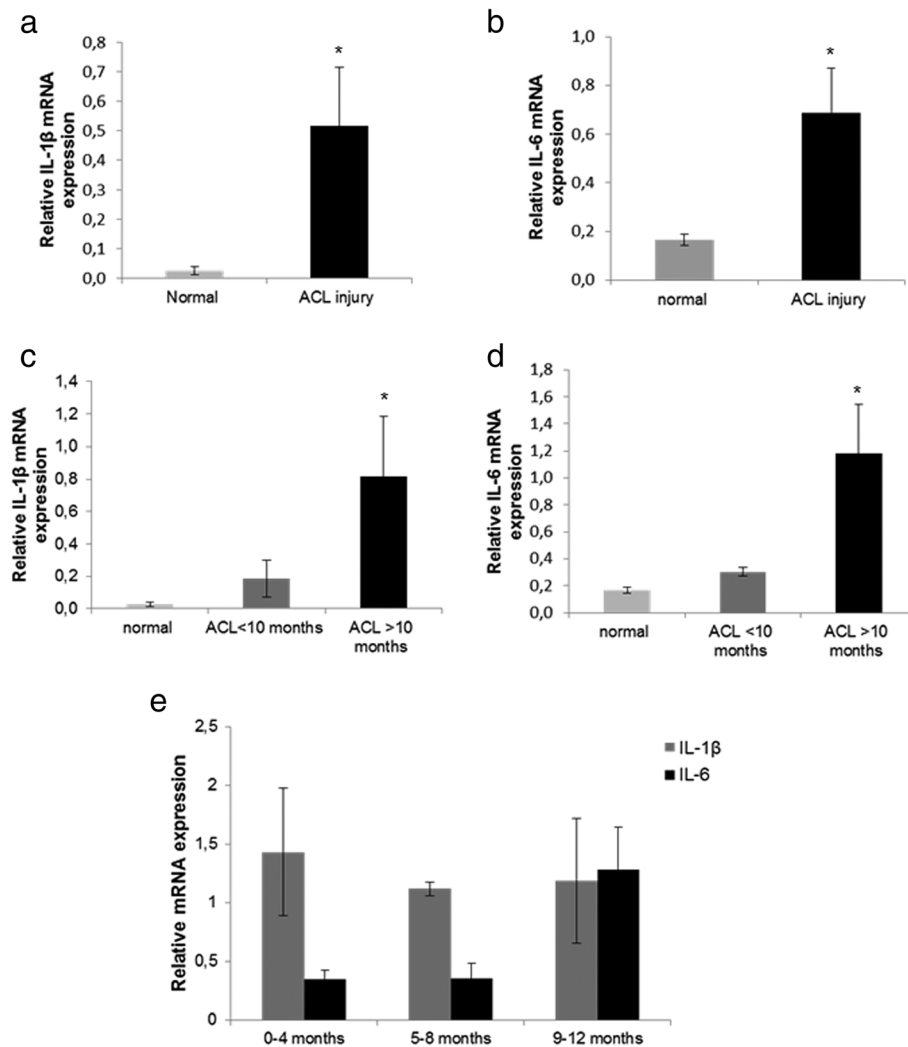 a
Relative IL-1β mRNA
expression
0,8
0,7
0,6
0,5
0,4
0,3
0,2
0,1
0,0
*
Normal
ACL injury
b
Relative IL-6 mRNA
expression
1,0
0,8
0,6
0,4
0,2
0,0
*
normal
ACL injury
c
Relative IL-1β mRNA
expression
1,4
1,2
1,0
0,8
0,6
0,4
0,2
0,0
*
normal
ACL<10 months
ACL >10
months
d
Relative IL-6 mRNA
expression
1,8
1,6
1,4
1,2
1,0
0,8
0,6
0,4
0,2
0,0
*
normal
ACL <10
months
ACL >10
months
e
Relative mRNA expression
2,5
2
1,5
1
0,5
0
IL-1β
IL-6
0-4 months
5-8 months
9-12 months